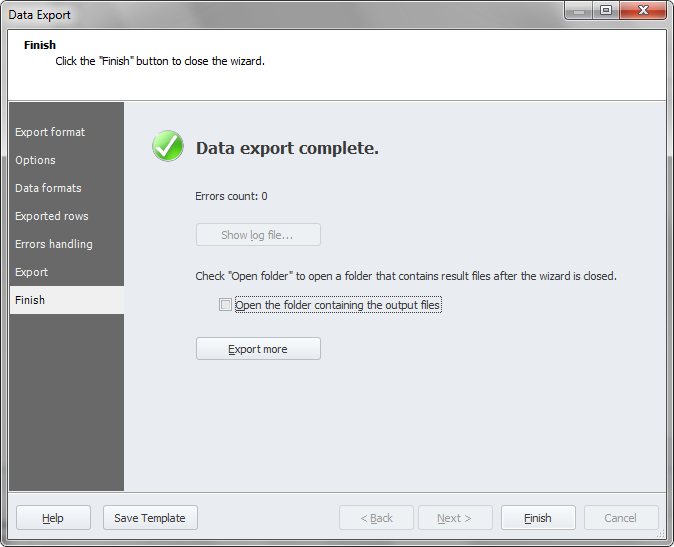 Data Export
Finish
Click the "Finish" button to close the wizard.
Export format
Options
Data formats
Exported rows
Errors handling
Export
Finish
Data export complete.
Errors count: 0
Show log file...
Check "Open folder" to open a folder that contains result files after the wizard is closed.
Open the folder containing the output files
Export more
Help
Save Template
< Back
Next >
Finish
Cancel